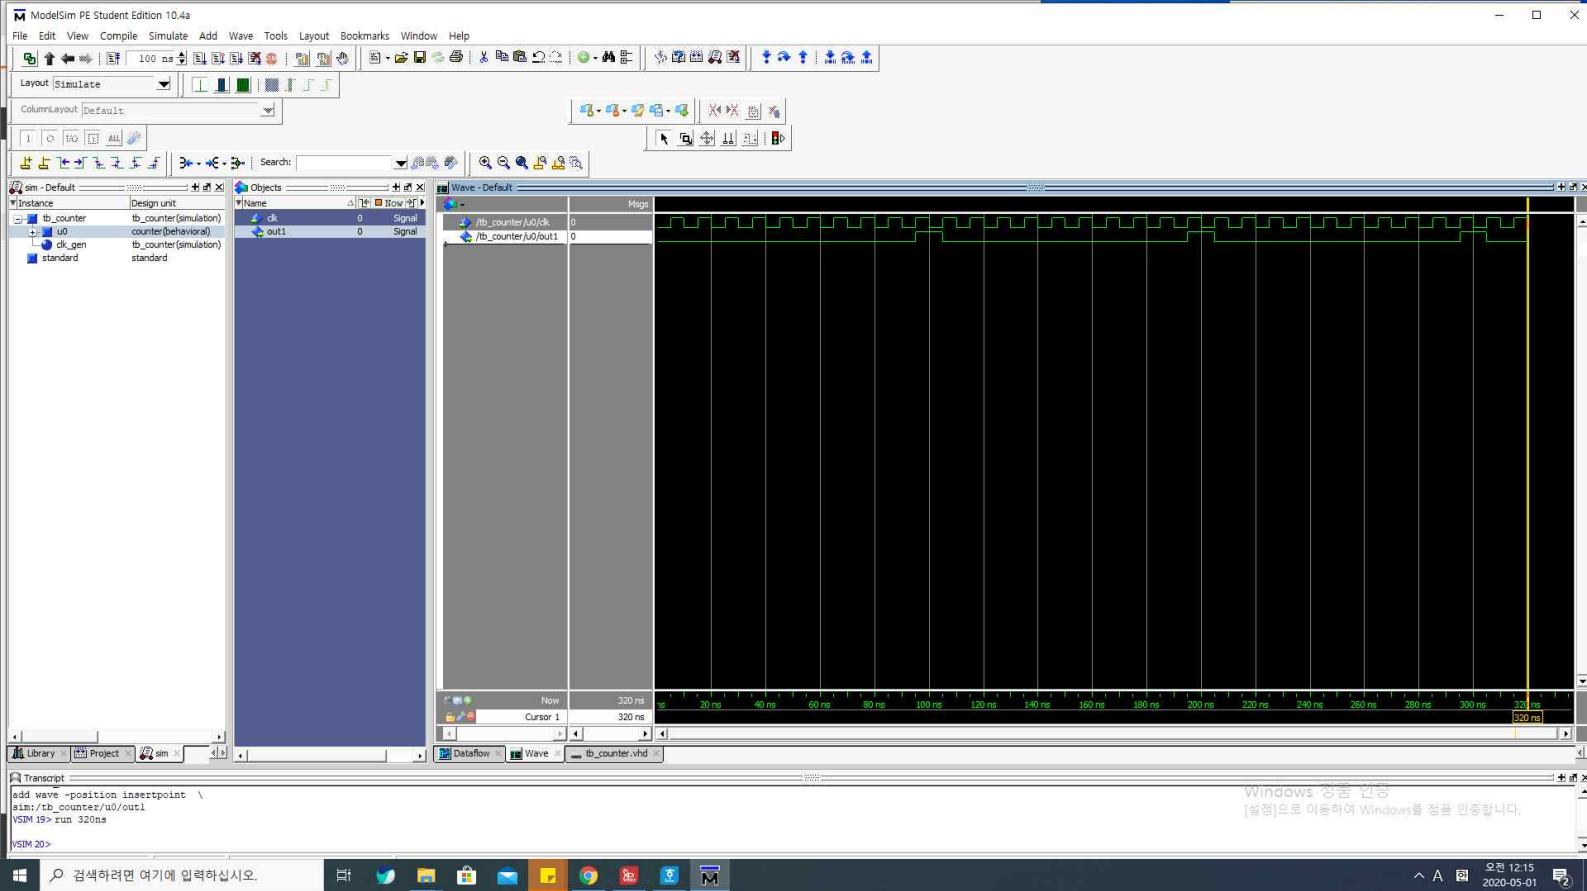 ModelSim PE Student Edition 10.4a
File Edit View Compile Simulate Add Wave Tools Layout Bookmarks Window Help
100 ns
Layout Simulate
ColumnLayout Default
Search:
sim - Default
Objects
Wave - Default
Instance Design unit
tb_counter tb_counter(simulation)
u0 counter(behavioral)
clk_gen tb_counter(simulation)
standard standard
Name Now
clk 0 Signal
out1 0 Signal
Msgs
/tb_counter/u0/clk 0
/tb_counter/u0/out1 0
Now 320 ns
Cursor 1 320 ns
ns 20 ns 40 ns 60 ns 80 ns 100 ns 120 ns 140 ns 160 ns 180 ns 200 ns 220 ns 240 ns 260 ns 280 ns 300 ns 320 ns
320 ns
Library Project sim
Dataflow Wave tb_counter.vhd
Transcript
add wave -position insertpoint \
sim:/tb_counter/u0/out1
VSIM 19> run 320ns
VSIM 20>
Windows 정품 인증
[설정]으로 이동하여 Windows를 정품 인증합니다.
검색하려면 여기에 입력하십시오.
A
오전 12:15
2020-05-01
2